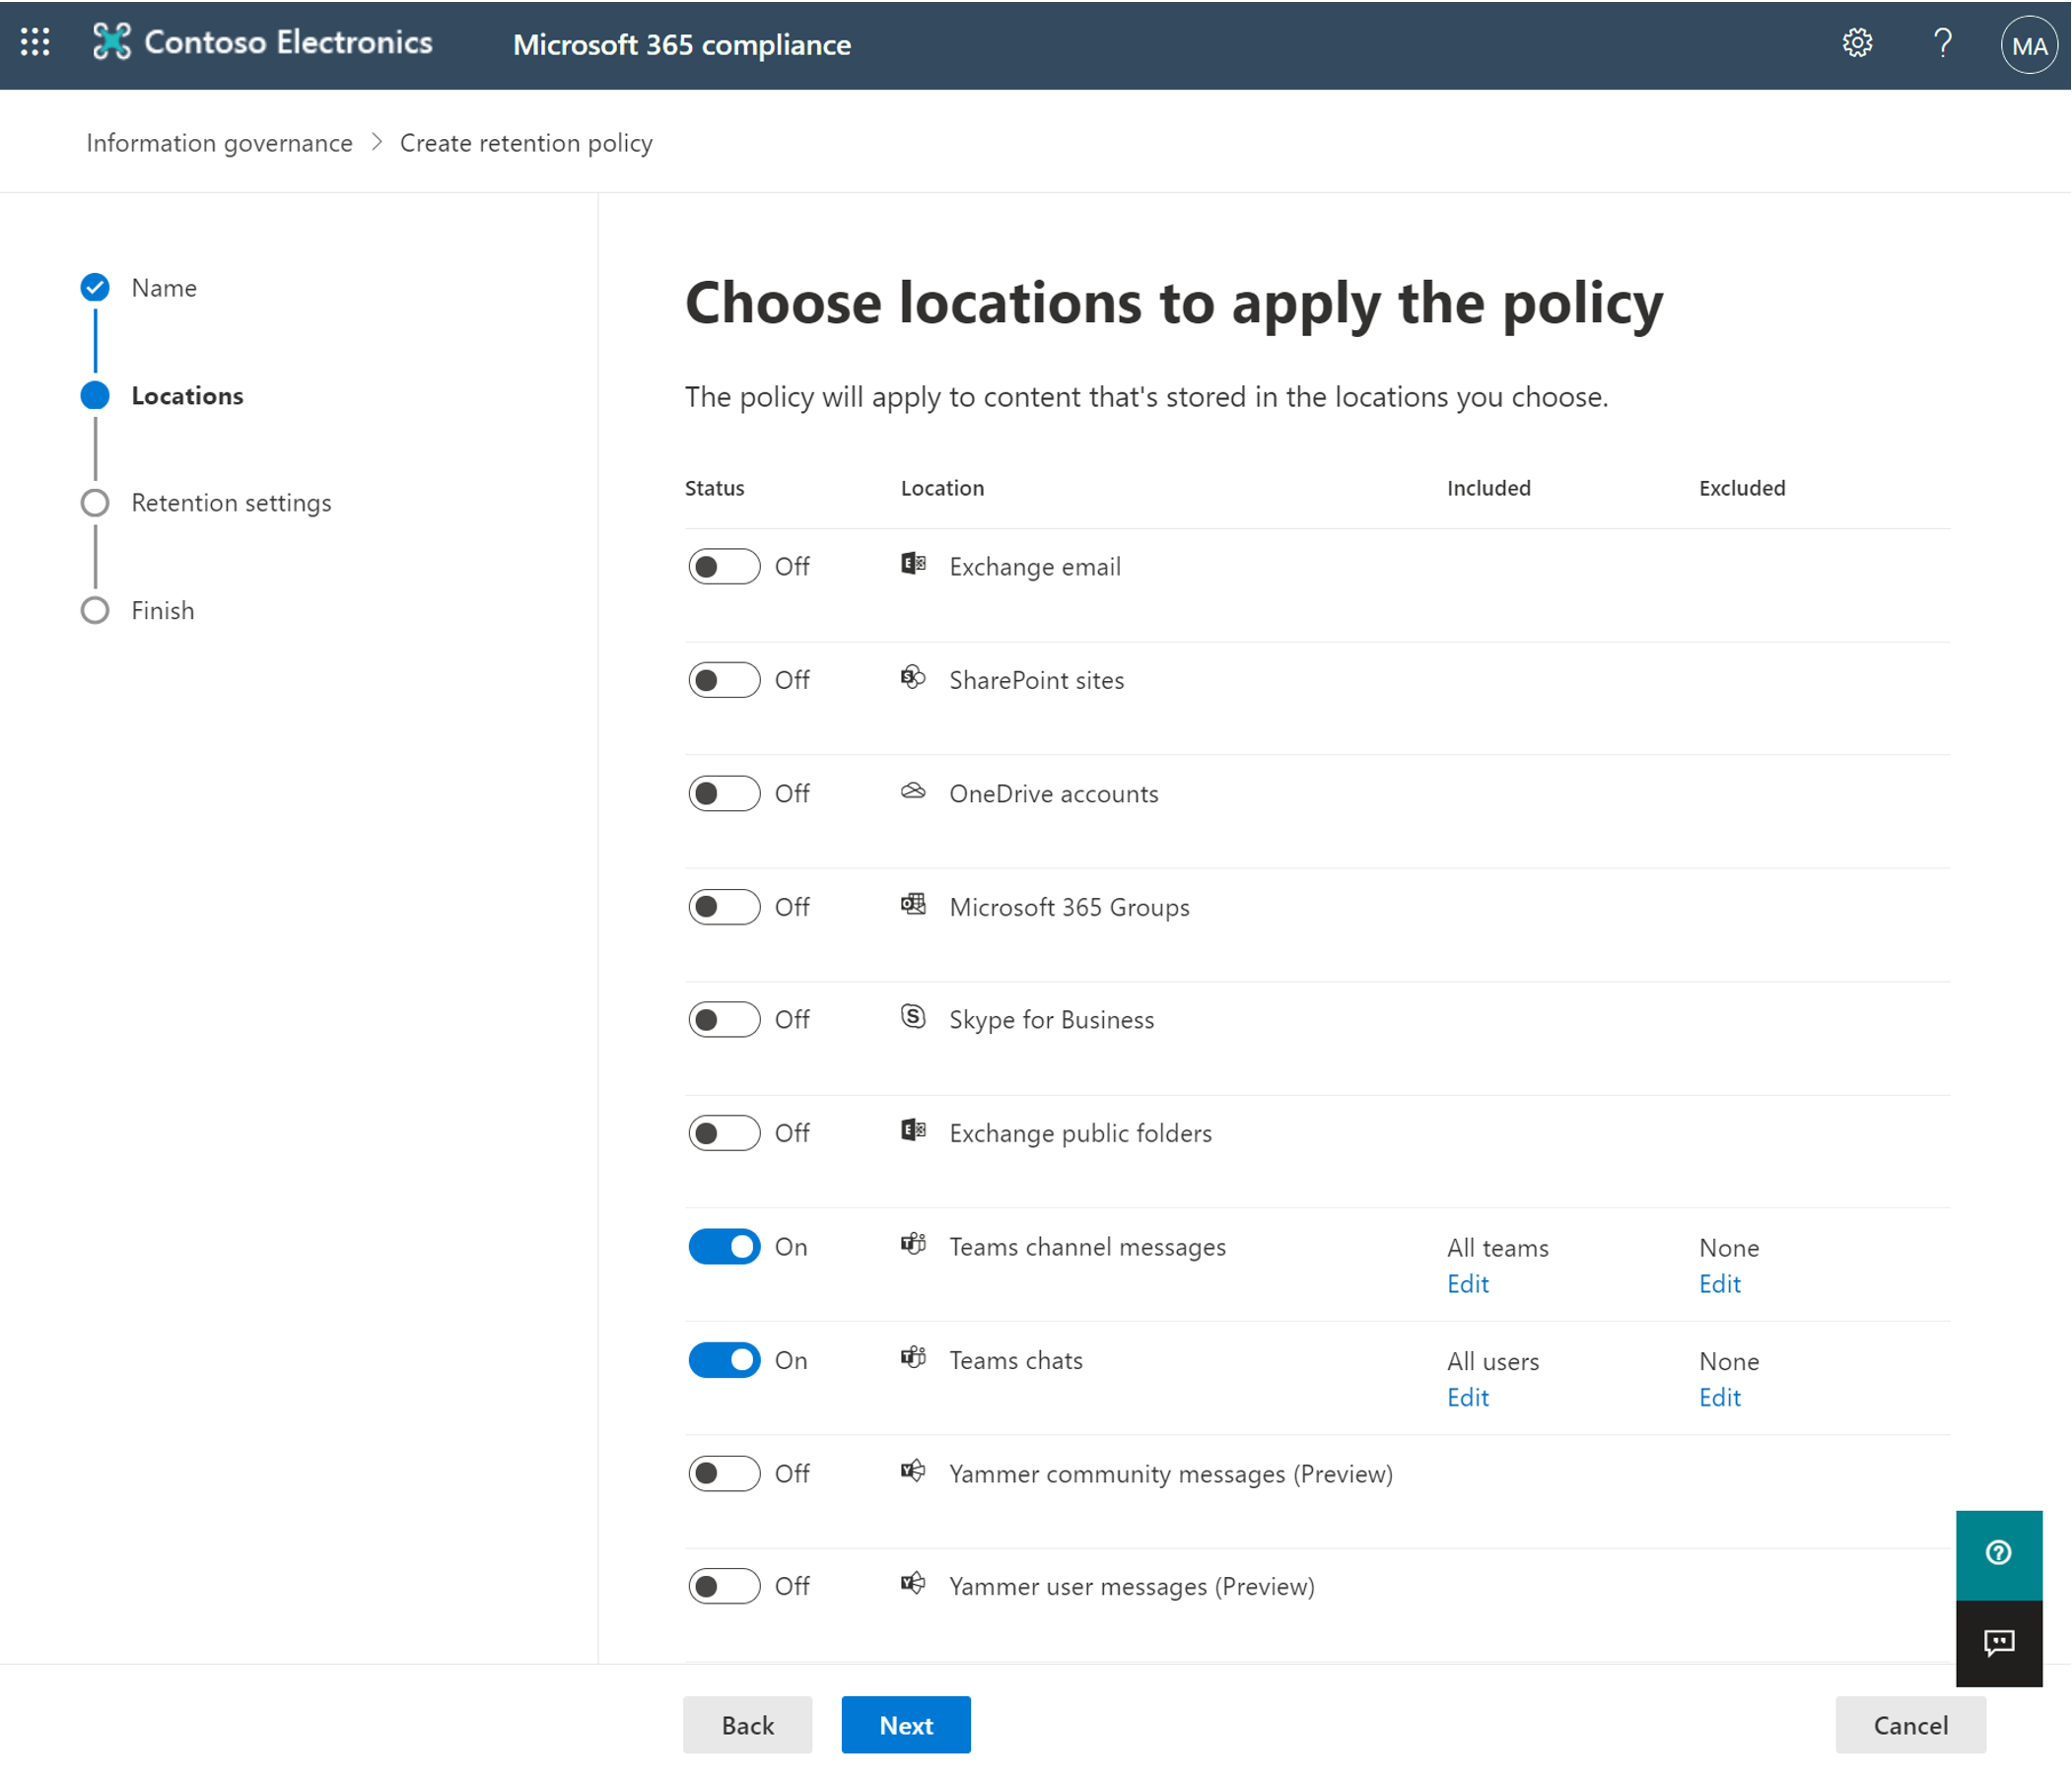 Contoso Electronics
Microsoft 365 compliance
MA
Information governance > Create retention policy
Name
Locations
Retention settings
Finish
Choose locations to apply the policy
The policy will apply to content that's stored in the locations you choose.
Status Location Included Excluded
Off Exchange email
Off SharePoint sites
Off OneDrive accounts
Off Microsoft 365 Groups
Off Skype for Business
Off Exchange public folders
On Teams channel messages All teams None
Edit Edit
On Teams chats All users None
Edit Edit
Off Yammer community messages (Preview)
Off Yammer user messages (Preview)
Back Next Cancel